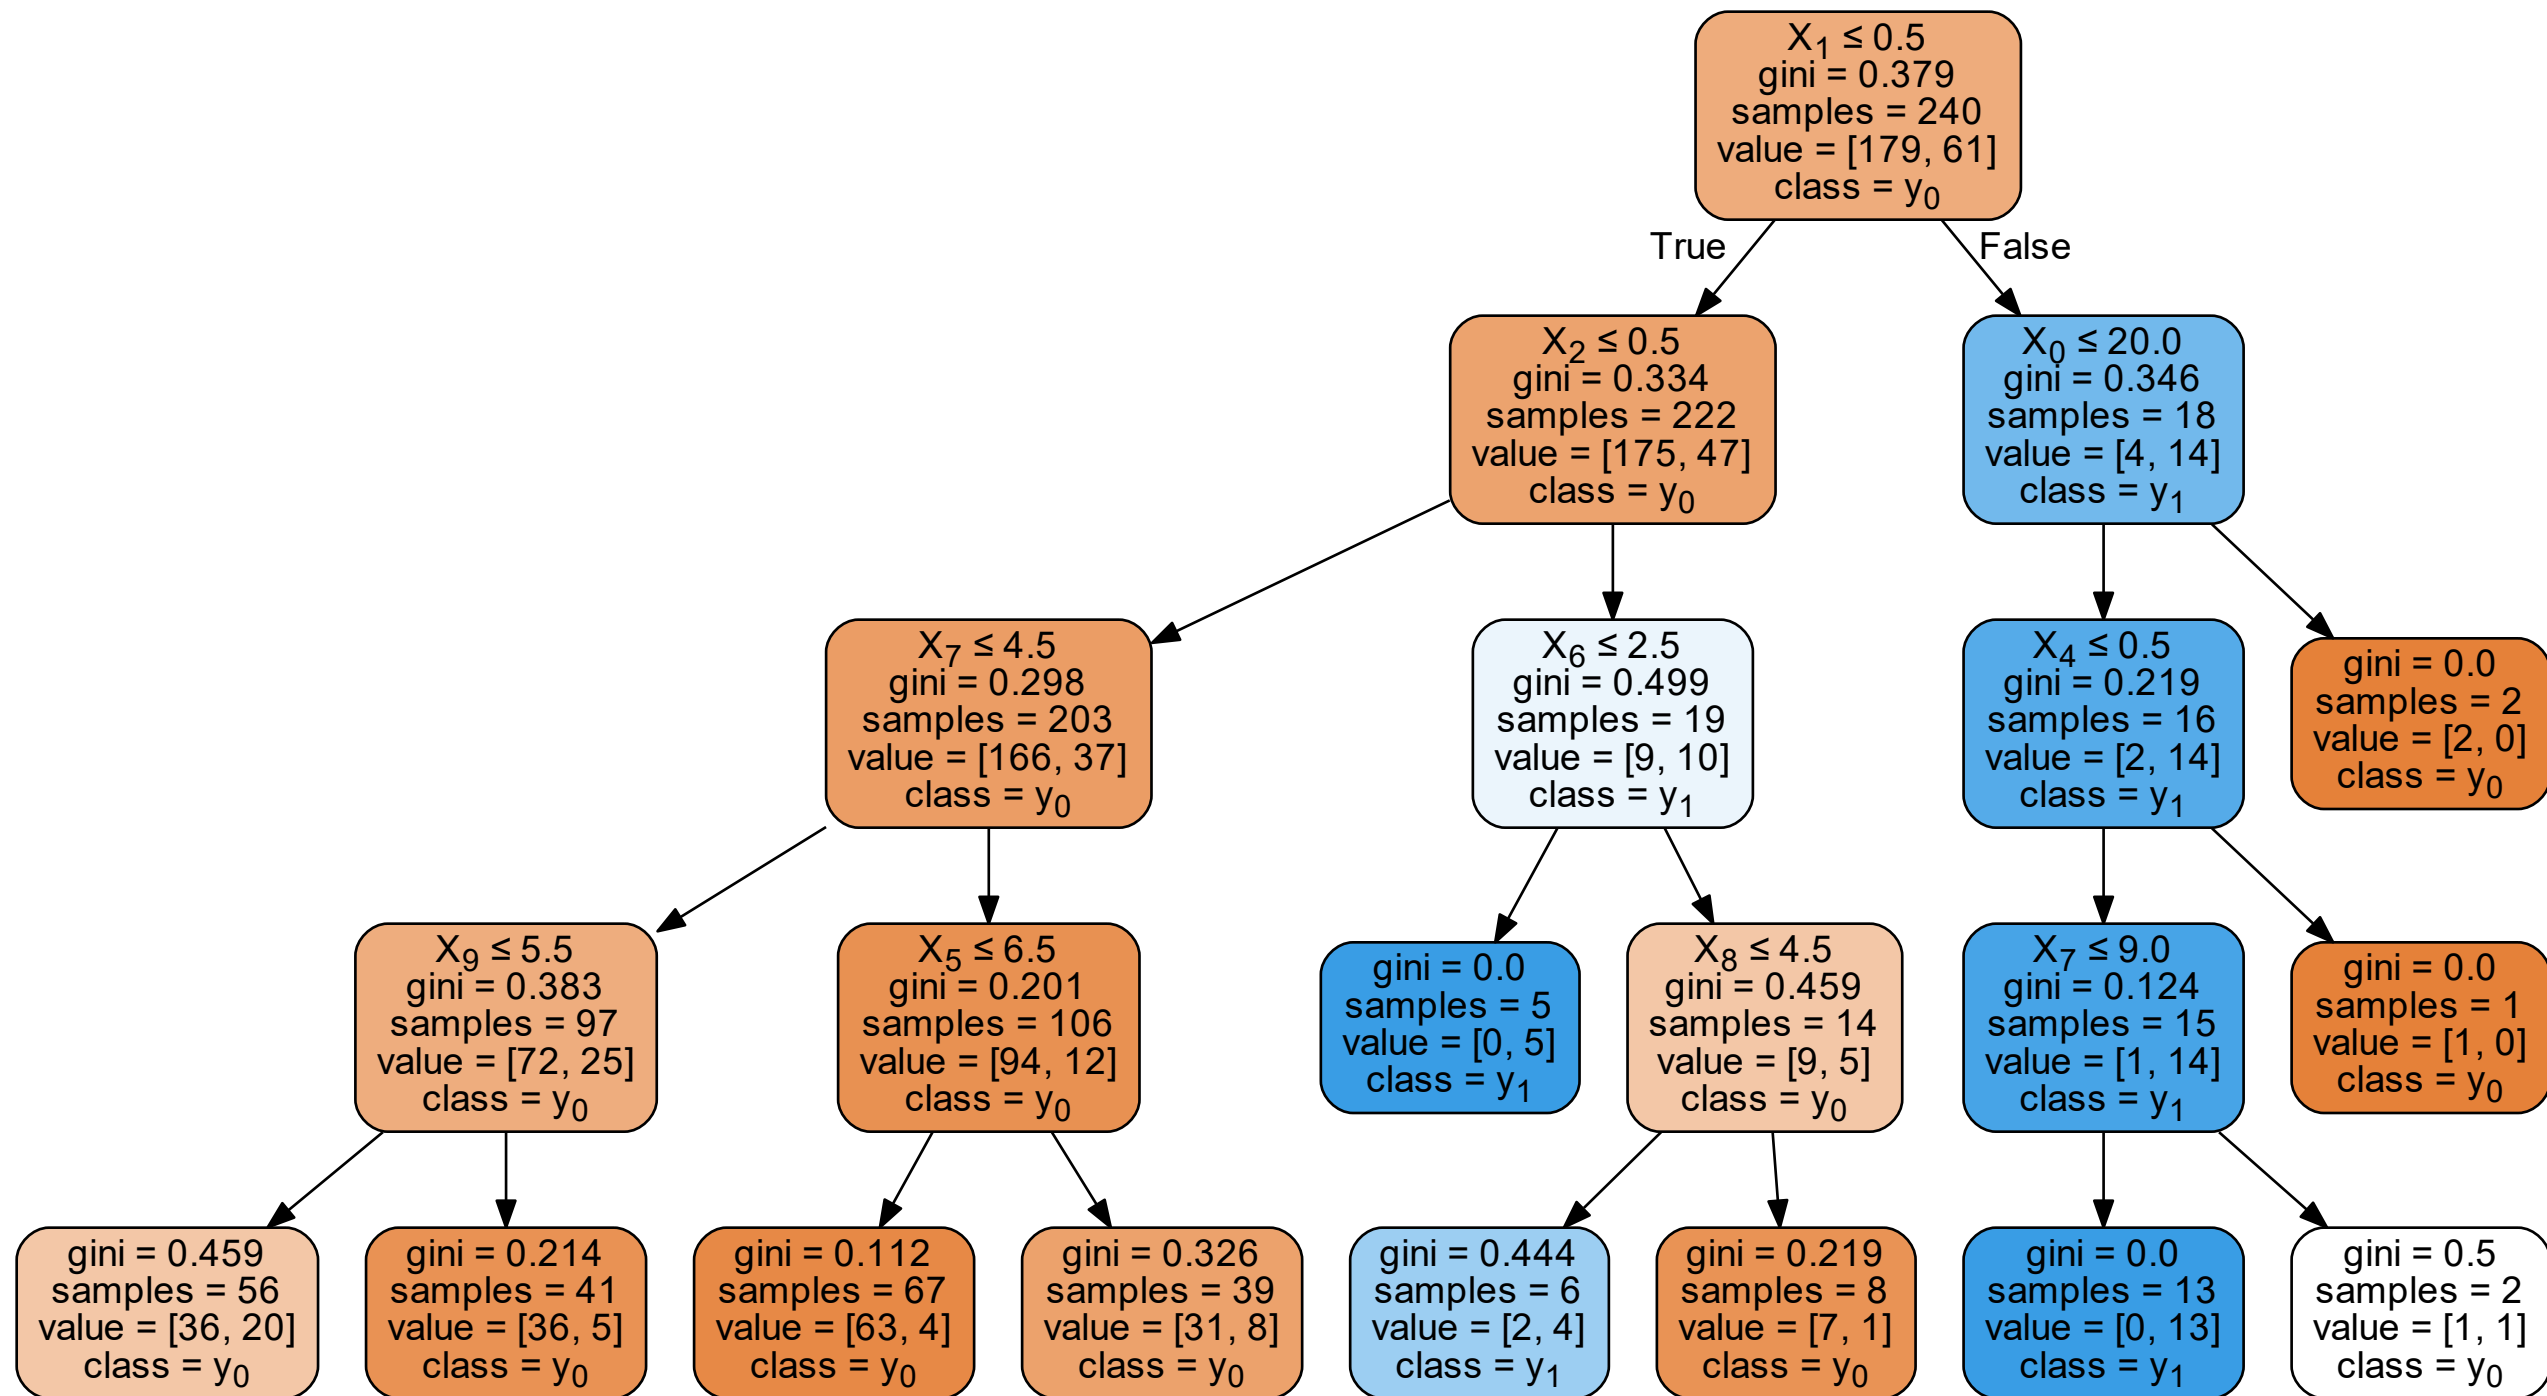 X₁ ≤ 0.5
gini = 0.379
samples = 240
value = [179, 61]
class = y₀
True
False
X₂ ≤ 0.5
gini = 0.334
samples = 222
value = [175, 47]
class = y₀
X₀ ≤ 20.0
gini = 0.346
samples = 18
value = [4, 14]
class = y₁
X₇ ≤ 4.5
gini = 0.298
samples = 203
value = [166, 37]
class = y₀
X₆ ≤ 2.5
gini = 0.499
samples = 19
value = [9, 10]
class = y₁
X₄ ≤ 0.5
gini = 0.219
samples = 16
value = [2, 14]
class = y₁
gini = 0.0
samples = 2
value = [2, 0]
class = y₀
X₉ ≤ 5.5
gini = 0.383
samples = 97
value = [72, 25]
class = y₀
X₅ ≤ 6.5
gini = 0.201
samples = 106
value = [94, 12]
class = y₀
gini = 0.0
samples = 5
value = [0, 5]
class = y₁
X₈ ≤ 4.5
gini = 0.459
samples = 14
value = [9, 5]
class = y₀
X₇ ≤ 9.0
gini = 0.124
samples = 15
value = [1, 14]
class = y₁
gini = 0.0
samples = 1
value = [1, 0]
class = y₀
gini = 0.459
samples = 56
value = [36, 20]
class = y₀
gini = 0.214
samples = 41
value = [36, 5]
class = y₀
gini = 0.112
samples = 67
value = [63, 4]
class = y₀
gini = 0.326
samples = 39
value = [31, 8]
class = y₀
gini = 0.444
samples = 6
value = [2, 4]
class = y₁
gini = 0.219
samples = 8
value = [7, 1]
class = y₀
gini = 0.0
samples = 13
value = [0, 13]
class = y₁
gini = 0.5
samples = 2
value = [1, 1]
class = y₀